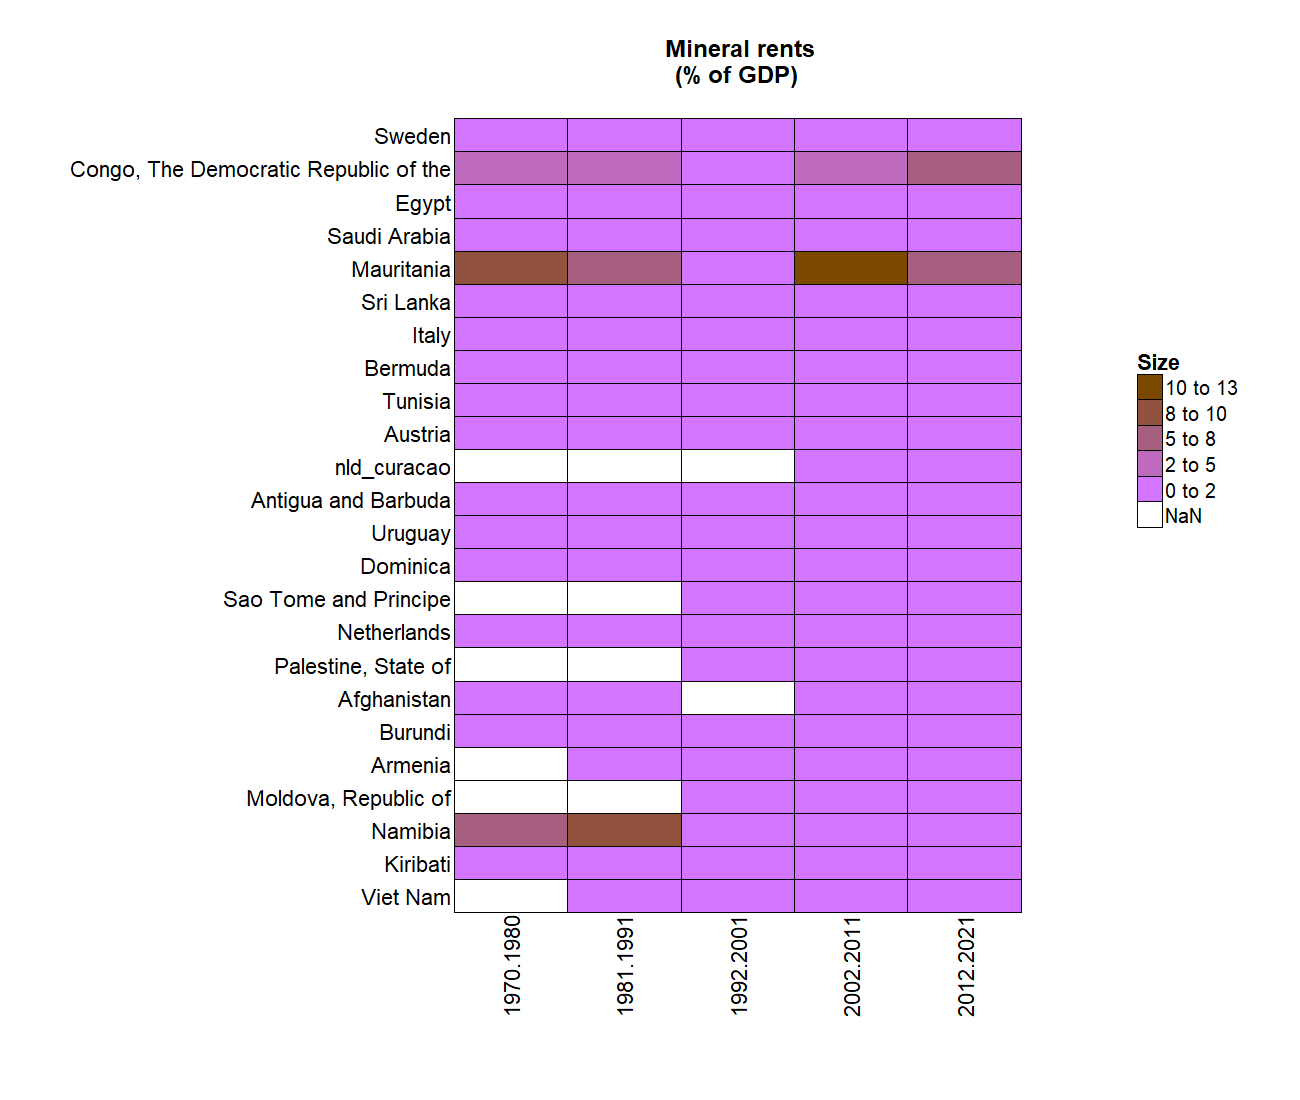 Mineral rents
(% of GDP)
Sweden
Congo, The Democratic Republic of the
Egypt
Saudi Arabia
Mauritania
Sri Lanka
Italy
Bermuda
Tunisia
Austria
nld_curacao
Antigua and Barbuda
Uruguay
Dominica
Sao Tome and Principe
Netherlands
Palestine, State of
Afghanistan
Burundi
Armenia
Moldova, Republic of
Namibia
Kiribati
Viet Nam
1970.1980
1981.1991
1992.2001
2002.2011
2012.2021
Size
10 to 13
8 to 10
5 to 8
2 to 5
0 to 2
NaN